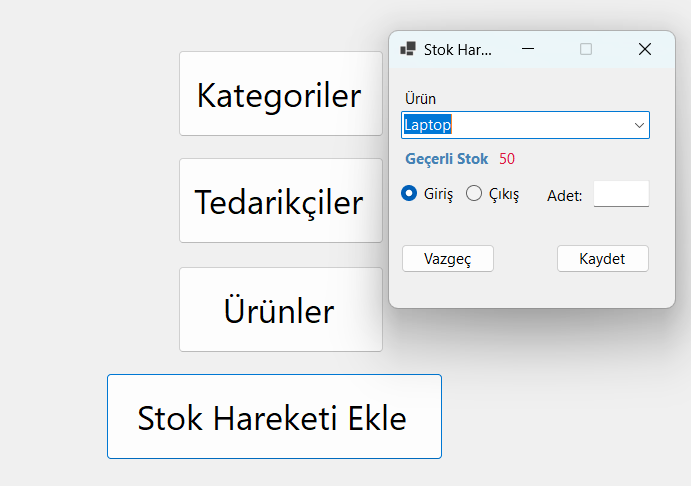 Kategoriler
Tedarikçiler
Ürünler
Stok Hareketi Ekle
Stok Har...
Ürün
Laptop
Geçerli Stok 50
Giriş Çıkış Adet:
Vazgeç Kaydet